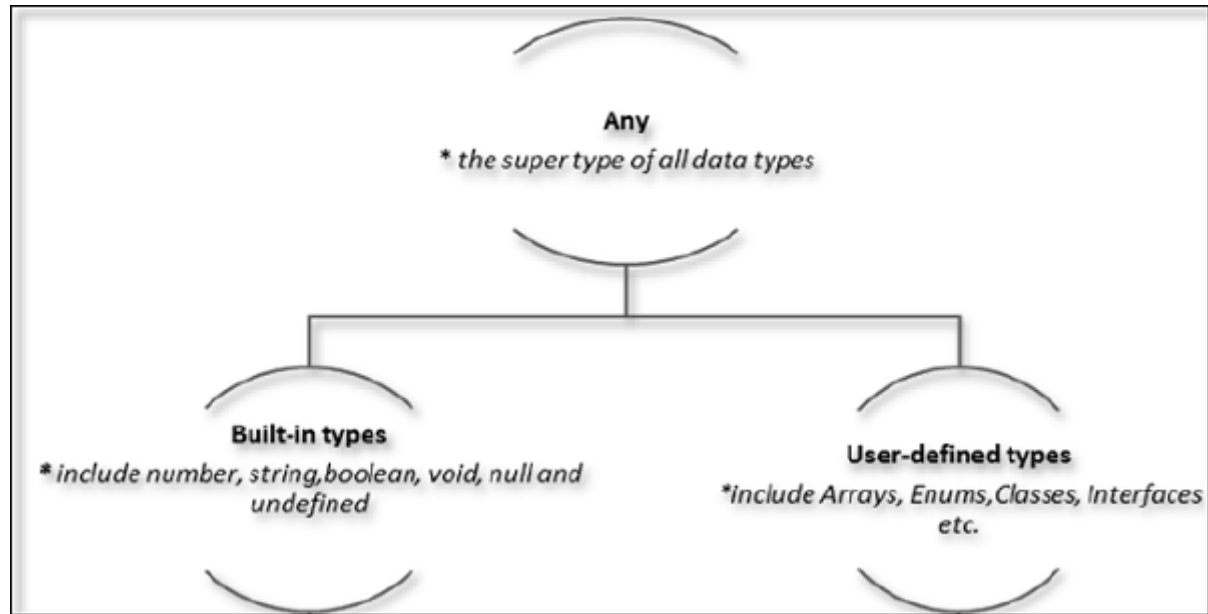 Any
* the super type of all data types
Built-in types
* include number, string,boolean, void, null and
undefined
User-defined types
*include Arrays, Enums,Classes, Interfaces
etc.